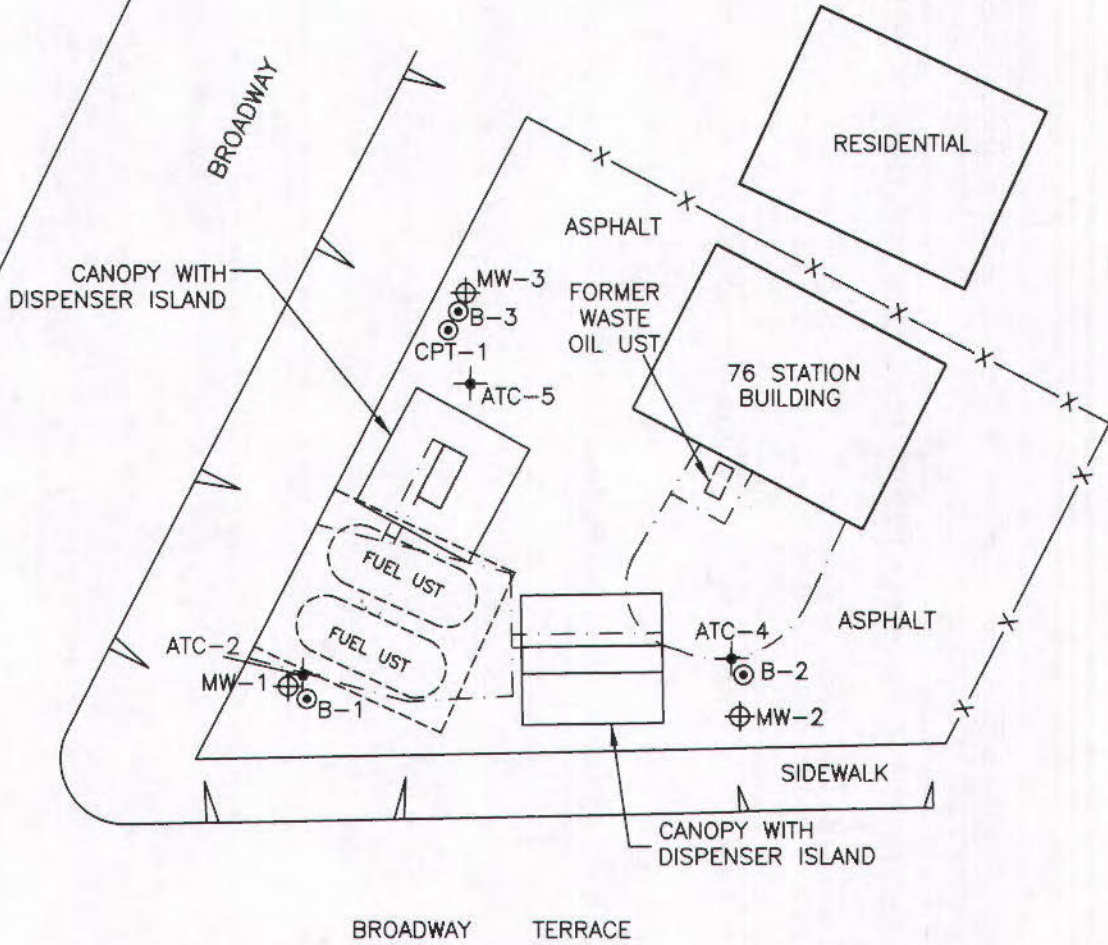 BROADWAY
RESIDENTIAL
ASPHALT
CANOPY WITH
DISPENSER ISLAND
MW-3
B-3
CPT-1
ATC-5
FORMER
WASTE
OIL UST
76 STATION
BUILDING
FUEL UST
FUEL UST
ATC-2
MW-1
B-1
ATC-4
B-2
MW-2
ASPHALT
SIDEWALK
CANOPY WITH
DISPENSER ISLAND
BROADWAY TERRACE